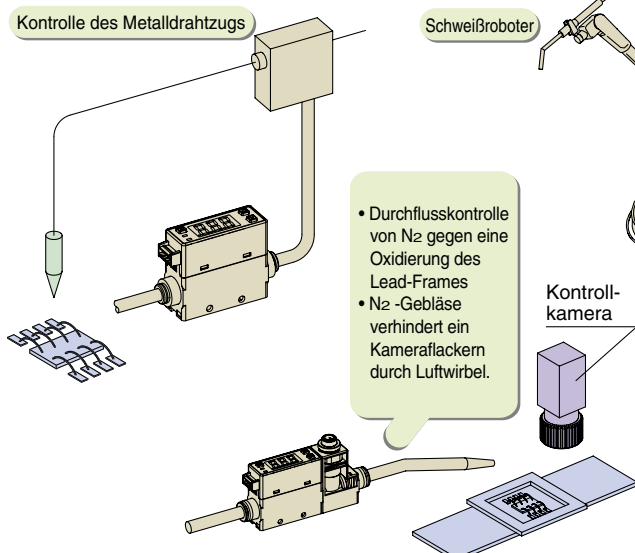 Kontrolle des Metalldrahtzugs
Schweißroboter
• Durchflusskontrolle
von N2 gegen eine
Oxidierung des
Lead-Frames
• N2 -Gebläse
verhindert ein
Kameraflackern
durch Luftwirbel.
Kontroll-
kamera